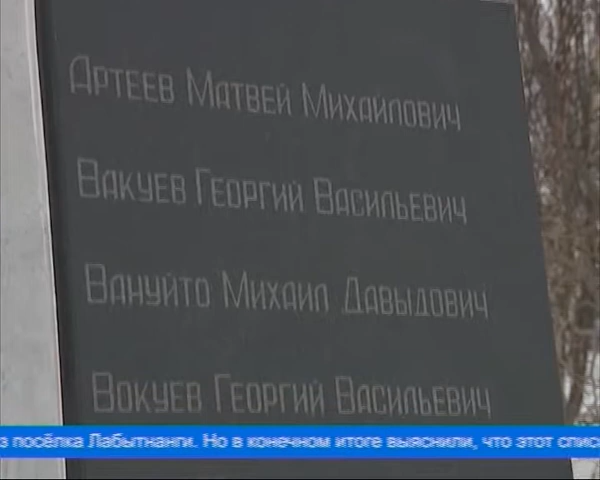 Артеев Матвей Михайлович
Вакуев Георгий Васильевич
Вануйто Михаил Давыдович
Вокуев Георгий Васильевич
з посёлка Лабытнанги. Но в конечном итоге выяснили, что этот списк